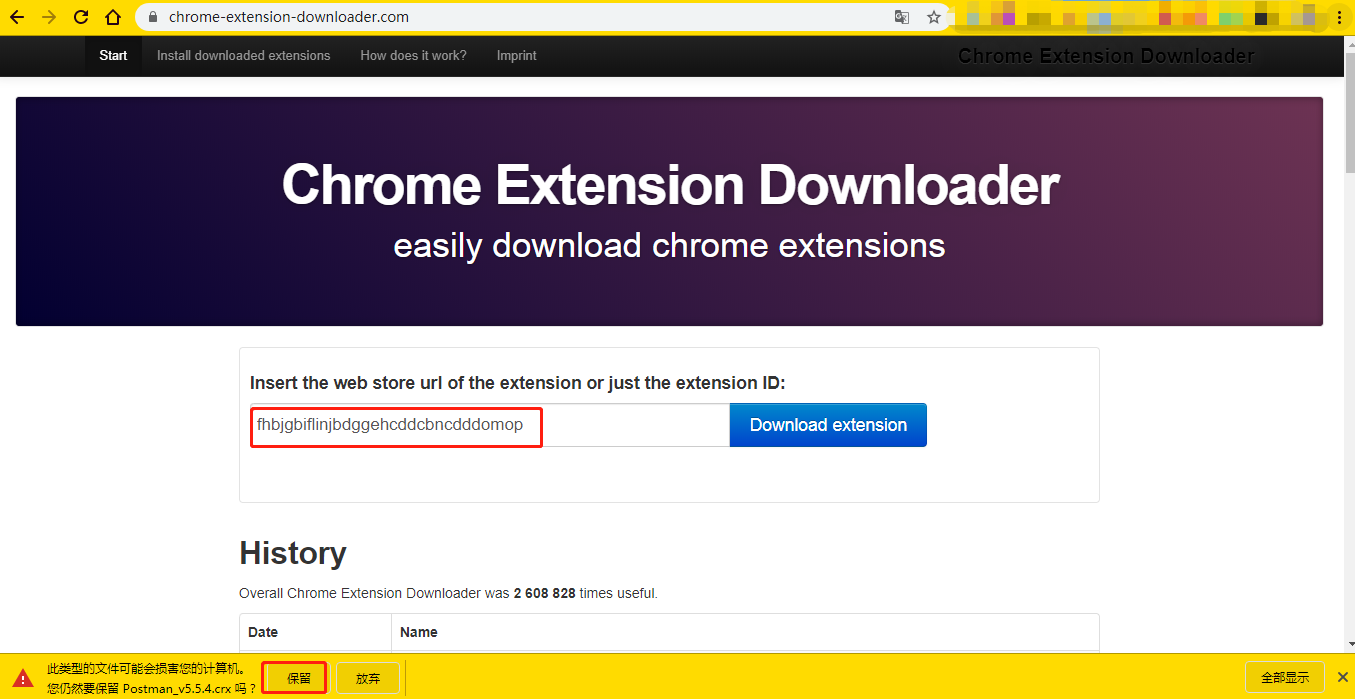 chrome-extension-downloader.com
Start Install downloaded extensions How does it work? Imprint Chrome Extension Downloader
Chrome Extension Downloader
easily download chrome extensions
Insert the web store url of the extension or just the extension ID:
fhbjgbiflinjbdggehcddcbncdddomop Download extension
History
Overall Chrome Extension Downloader was 2 608 828 times useful.
Date Name
此类型的文件可能会损害您的计算机。
您仍然要保留 Postman_v5.5.4.crx 吗？ 保留 放弃 全部显示